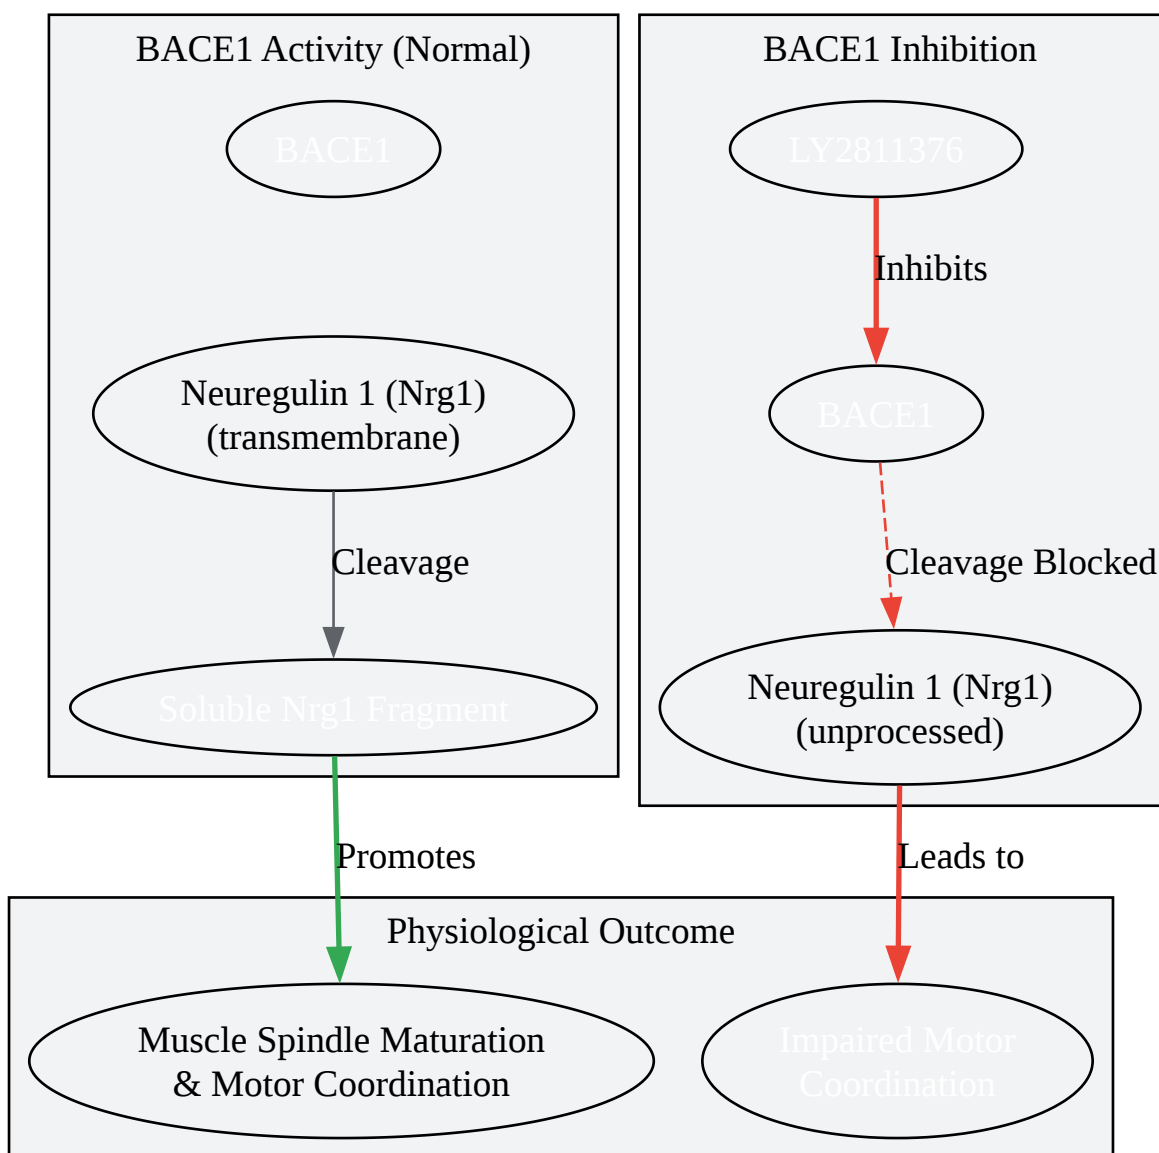 BACE1 Activity (Normal)
BACE1
Neuregulin 1 (Nrg1)
(transmembrane)
Cleavage
Soluble Nrg1 Fragment
Promotes
BACE1 Inhibition
LY2811376
Inhibits
BACE1
Cleavage Blocked
Neuregulin 1 (Nrg1)
(unprocessed)
Leads to
Physiological Outcome
Muscle Spindle Maturation
& Motor Coordination
Impaired Motor
Coordination